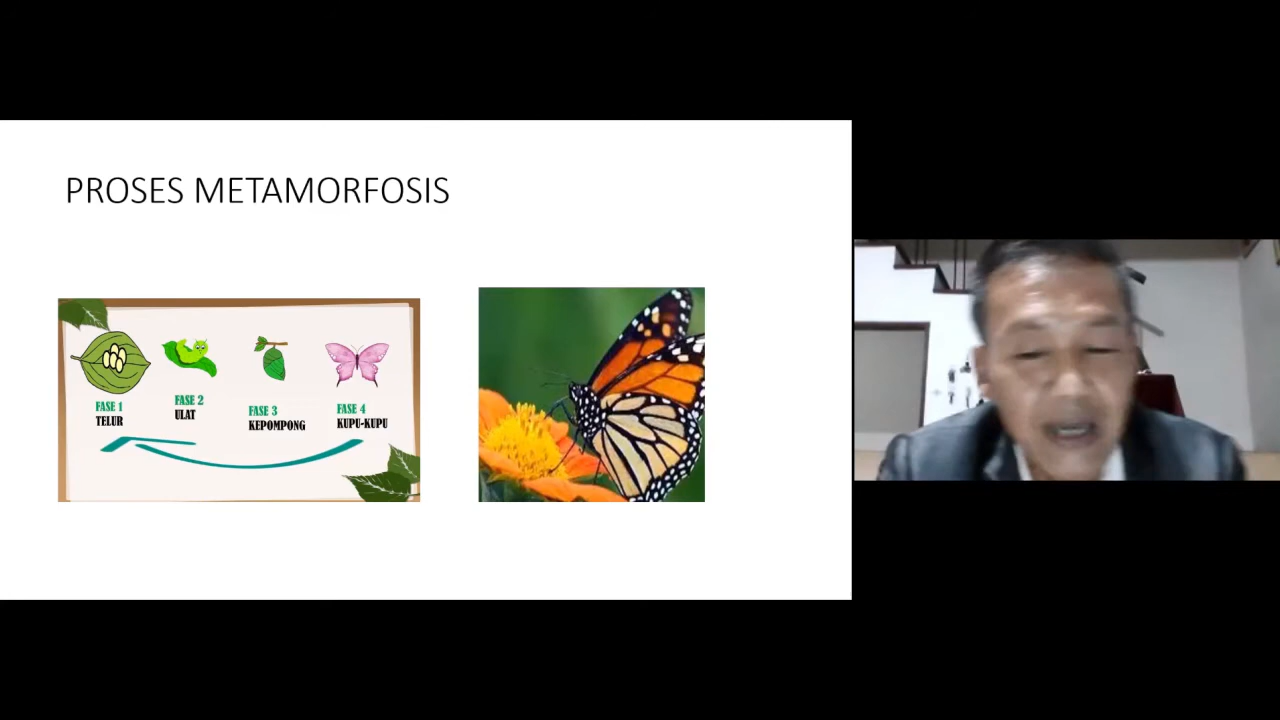 PROSES METAMORFOSIS
FASE 1
TELUR
FASE 2
ULAT
FASE 3
KEPOMPONG
FASE 4
KUPU-KUPU